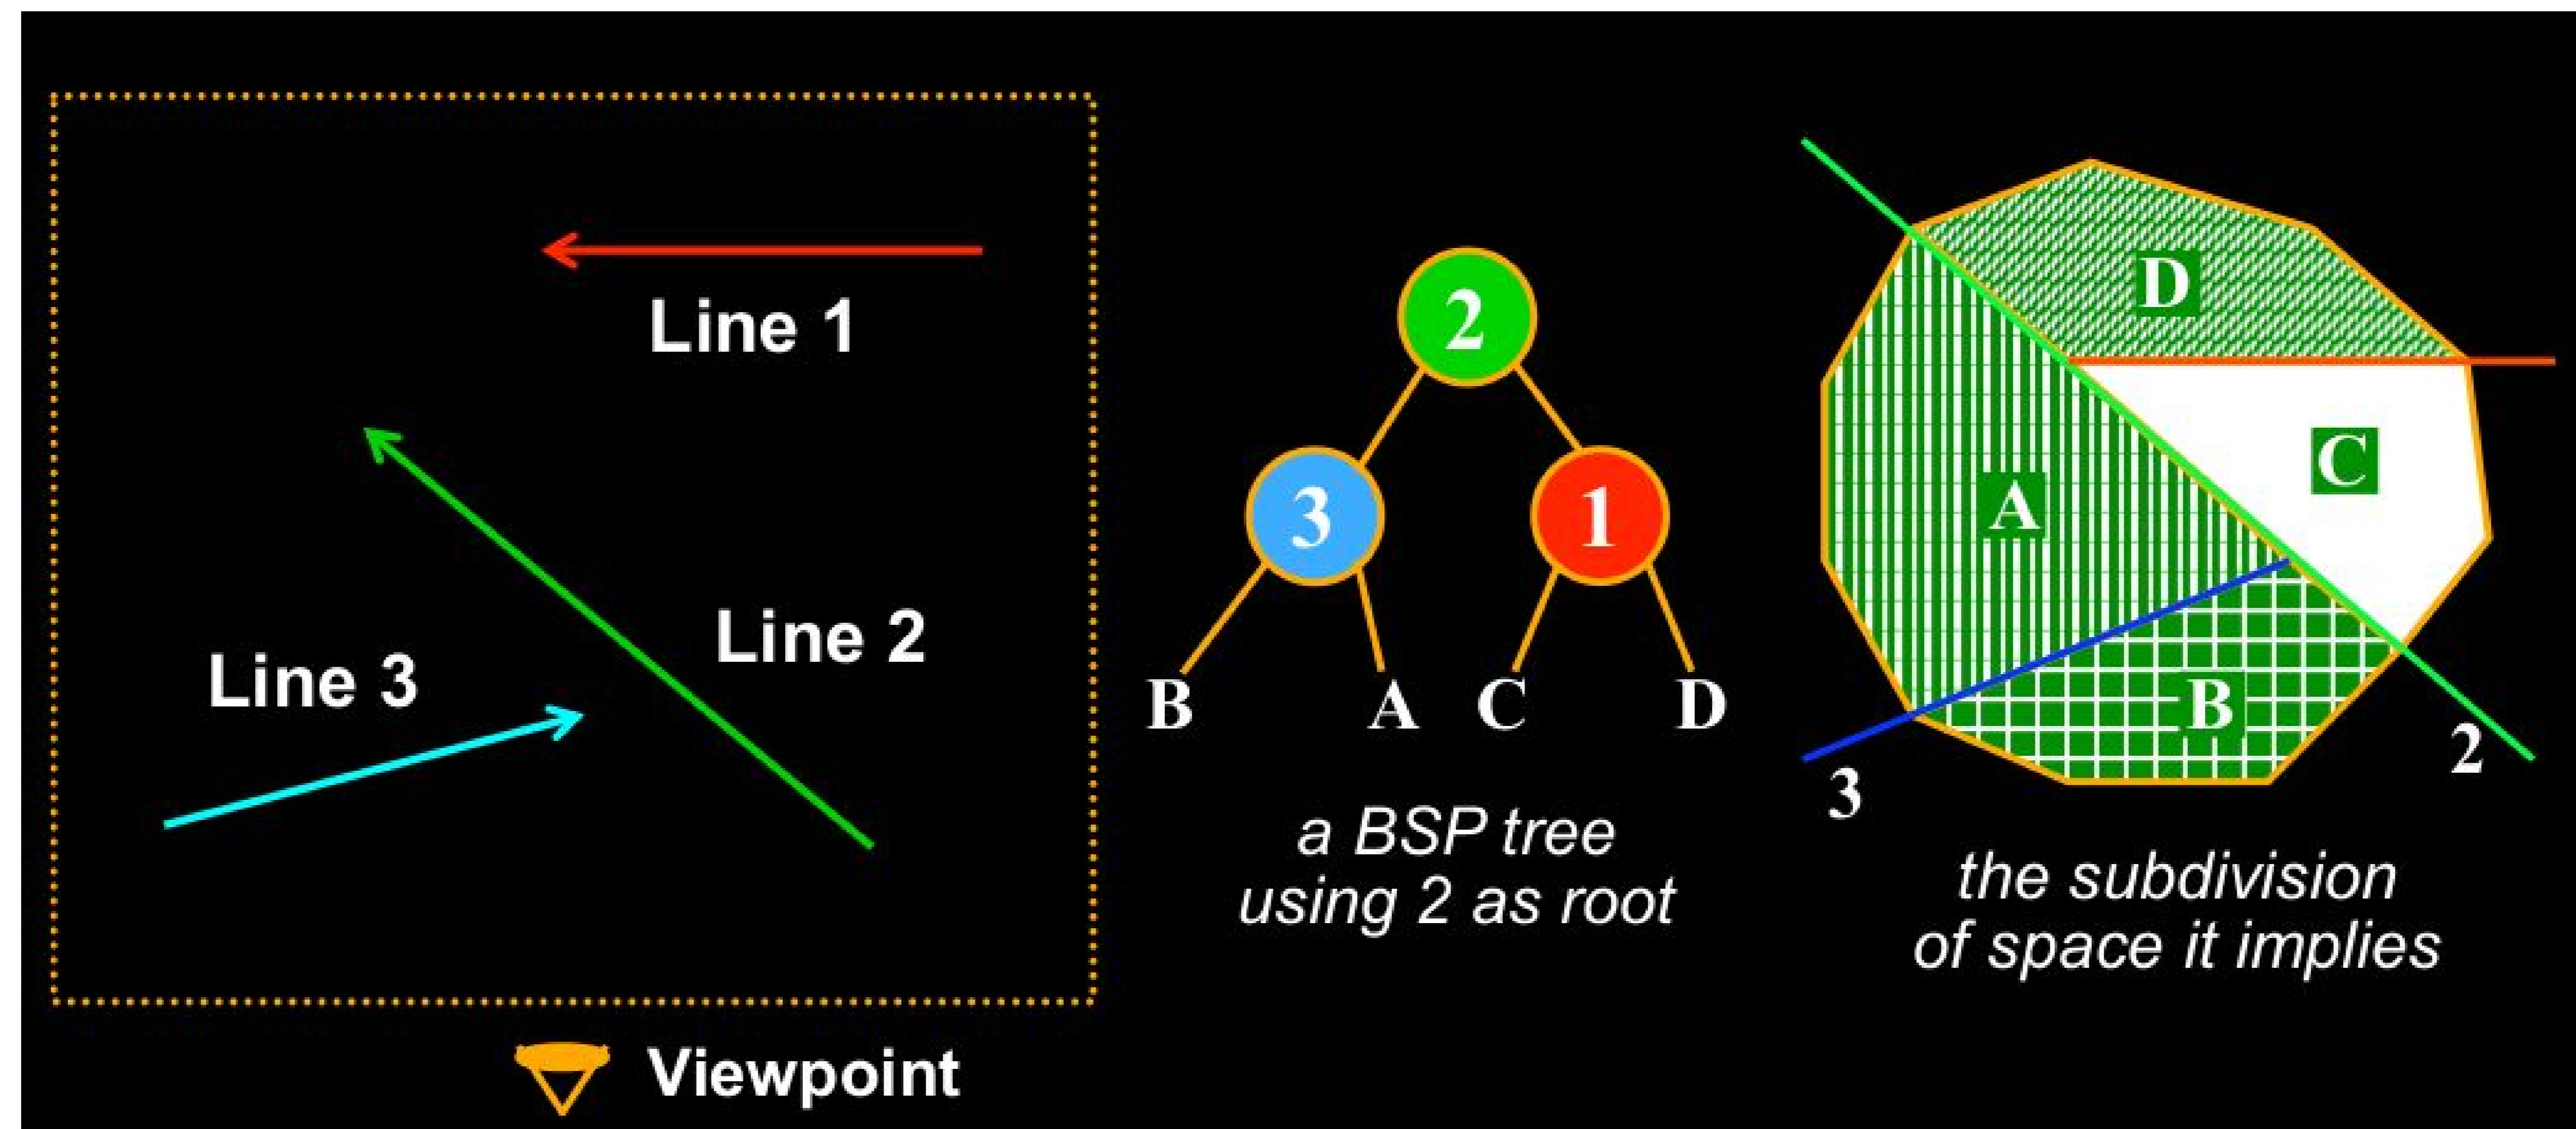 Line 1
Line 2
Line 3
Viewpoint
2
3
1
B
A
C
D
a BSP tree
using 2 as root
D
C
A
B
2
3
the subdivision
of space it implies